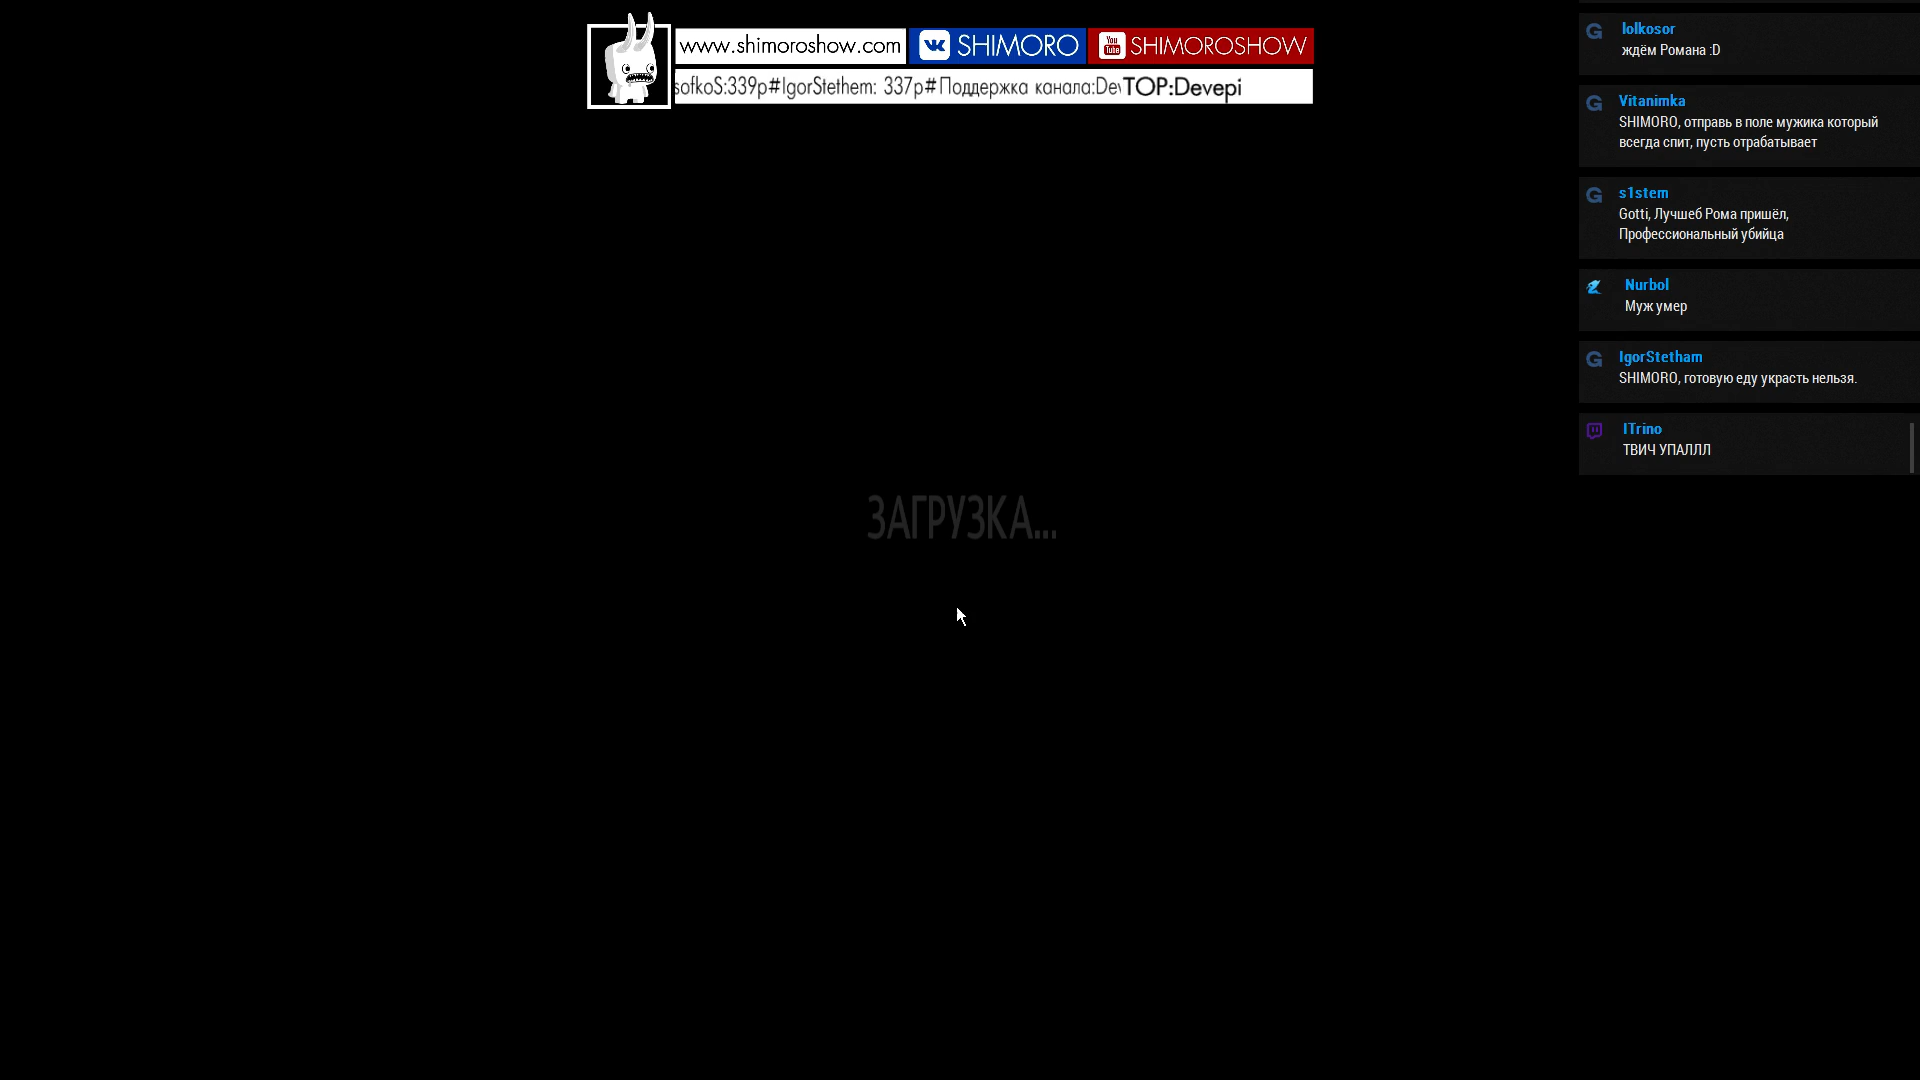 www.shimoroshow.com
SHIMORO
You Tube SHIMOROSHOW
sofkoS:339р#IgorStethem: 337р#Поддержка канала:Dev
TOP:Devepi
lolkosor
ждём Романа :D
Vitanimka
SHIMORO, отправь в поле мужика который
всегда спит, пусть отрабатывает
s1stem
Gotti, Лучшеб Рома пришёл,
Профессиональный убийца
Nurbol
Муж умер
IgorStetham
SHIMORO, готовую еду украсть нельзя.
ITrino
ТВИЧ УПАЛЛЛ
ЗАГРУЗКА...